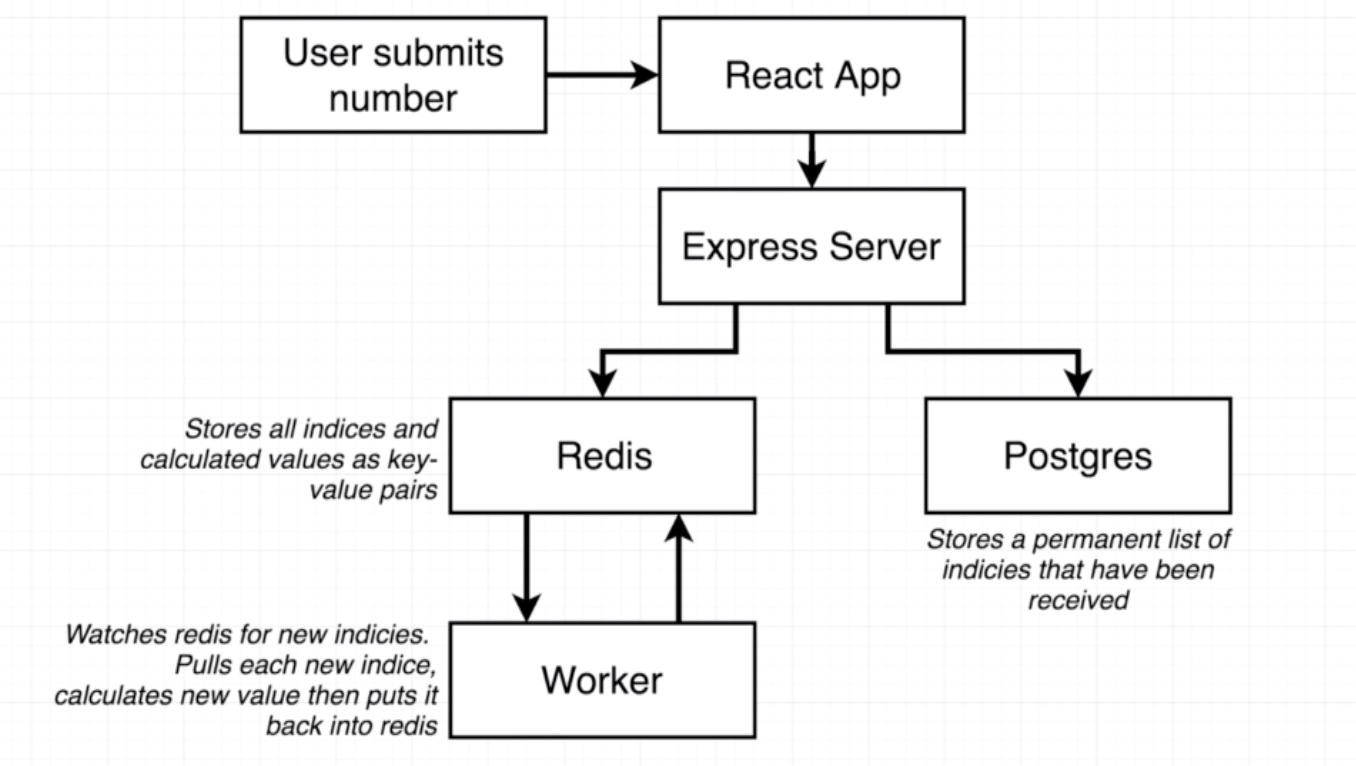 User submits
number
React App
Express Server
Stores all indices and
calculated values as key-
value pairs
Redis
Postgres
Stores a permanent list of
indicies that have been
received
Watches redis for new indicies.
Pulls each new indice,
calculates new value then puts it
back into redis
Worker